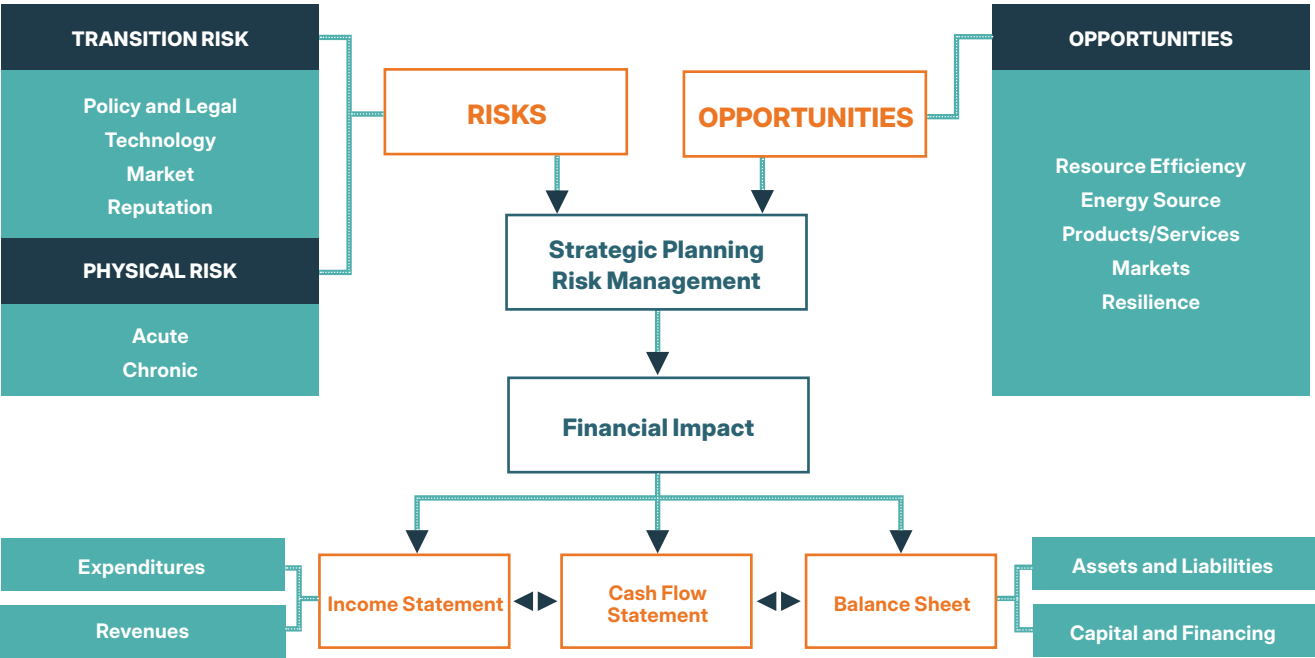 TRANSITION RISK
Policy and Legal
Technology
Market
Reputation
PHYSICAL RISK
Acute
Chronic
RISKS
OPPORTUNITIES
OPPORTUNITIES
Resource Efficiency
Energy Source
Products/Services
Markets
Resilience
Strategic Planning
Risk Management
Financial Impact
Expenditures
Revenues
Income Statement
Cash Flow
Statement
Balance Sheet
Assets and Liabilities
Capital and Financing